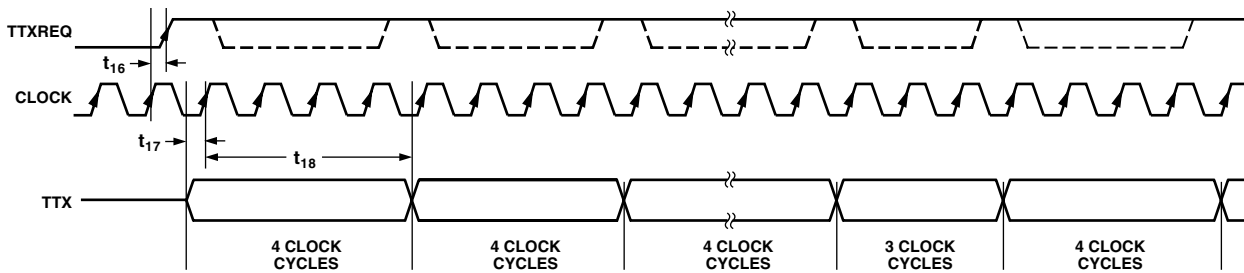 TTXREQ
t16
CLOCK
t17
t18
TTX
4 CLOCK
CYCLES
4 CLOCK
CYCLES
4 CLOCK
CYCLES
3 CLOCK
CYCLES
4 CLOCK
CYCLES